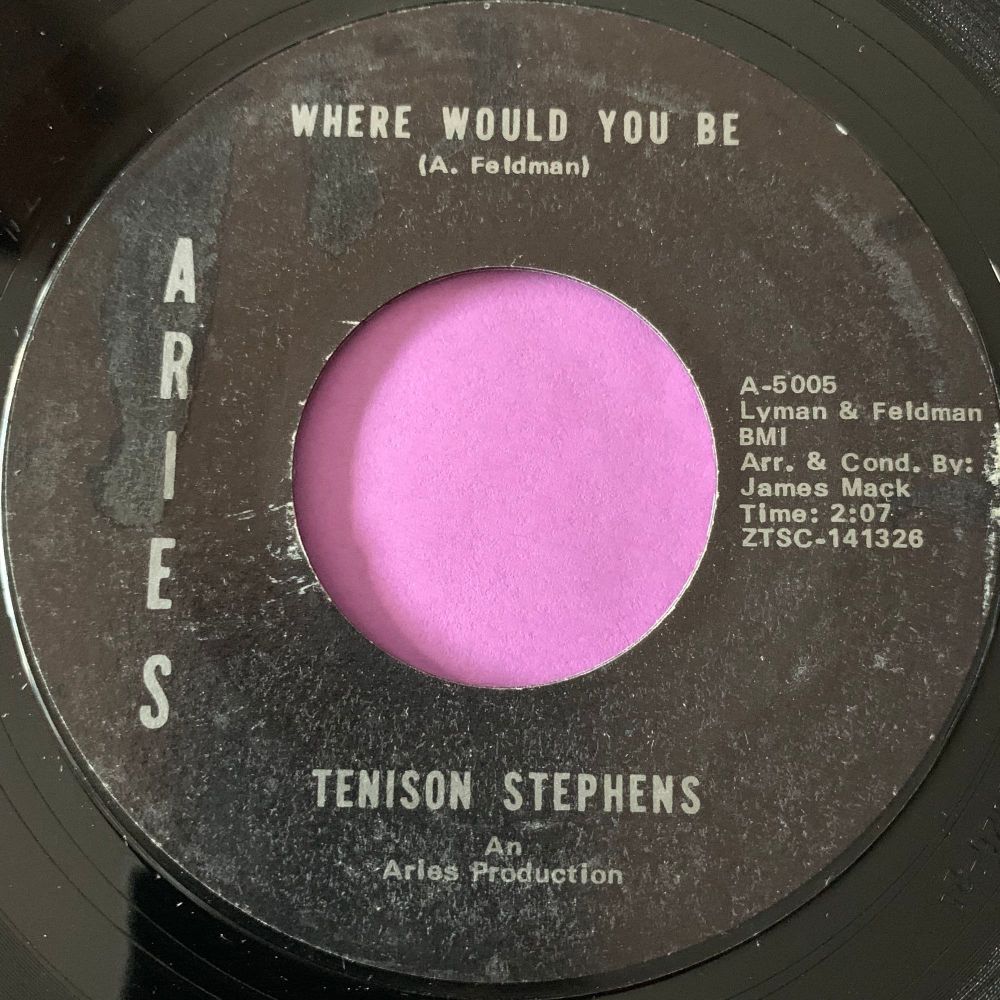 WHERE WOULD YOU BE
(A. Feldman)
ARIES
A-5005
Lyman & Feldman
BMI
Arr. & Cond. By:
James Mack
Time: 2:07
ZTSC-141326
TENISON STEPHENS
An
Aries Production